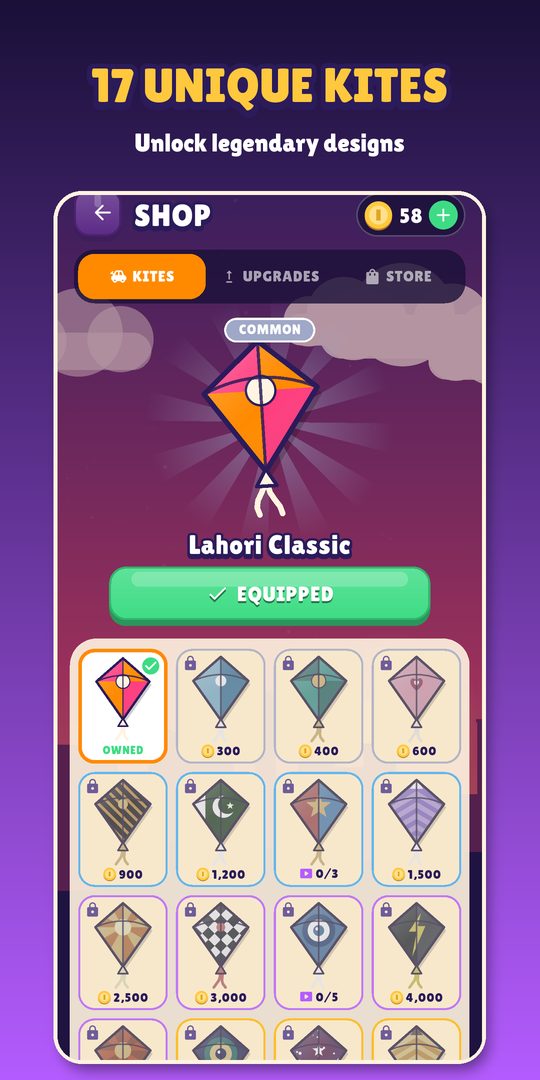 17 UNIQUE KITES
Unlock legendary designs
SHOP
58
KITES
UPGRADES
STORE
COMMON
Lahori Classic
EQUIPPED
OWNED
300
400
600
900
1,200
0/3
1,500
2,500
3,000
0/5
4,000